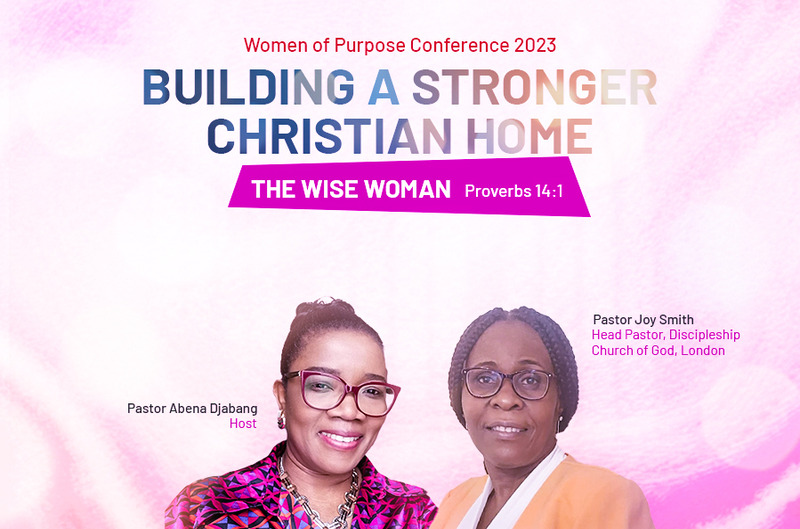 Women of Purpose Conference 2023
BUILDING A STRONGER
CHRISTIAN HOME
THE WISE WOMAN Proverbs 14:1
Pastor Joy Smith
Head Pastor, Discipleship
Church of God, London
Pastor Abena Djabang
Host